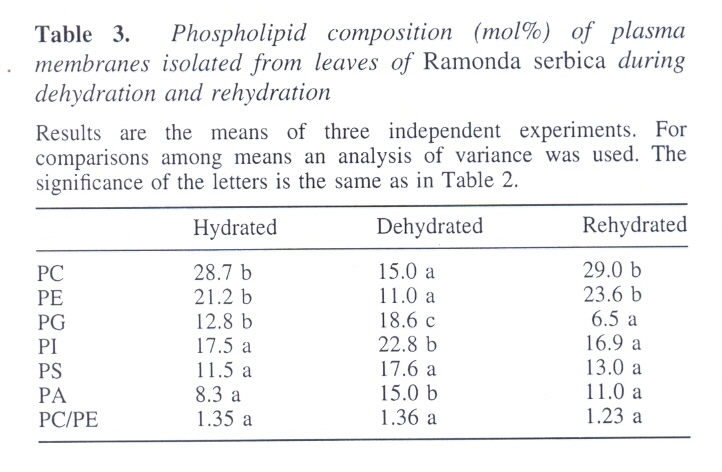 Table 3. Phospholipid composition (mol%) of plasma
membranes isolated from leaves of Ramonda serbica during
dehydration and rehydration
Results are the means of three independent experiments. For
comparisons among means an analysis of variance was used. The
significance of the letters is the same as in Table 2.
Hydrated Dehydrated Rehydrated
PC 28.7 b 15.0 a 29.0 b
PE 21.2 b 11.0 a 23.6 b
PG 12.8 b 18.6 c 6.5 a
PI 17.5 a 22.8 b 16.9 a
PS 11.5 a 17.6 a 13.0 a
PA 8.3 a 15.0 b 11.0 a
PC/PE 1.35 a 1.36 a 1.23 a